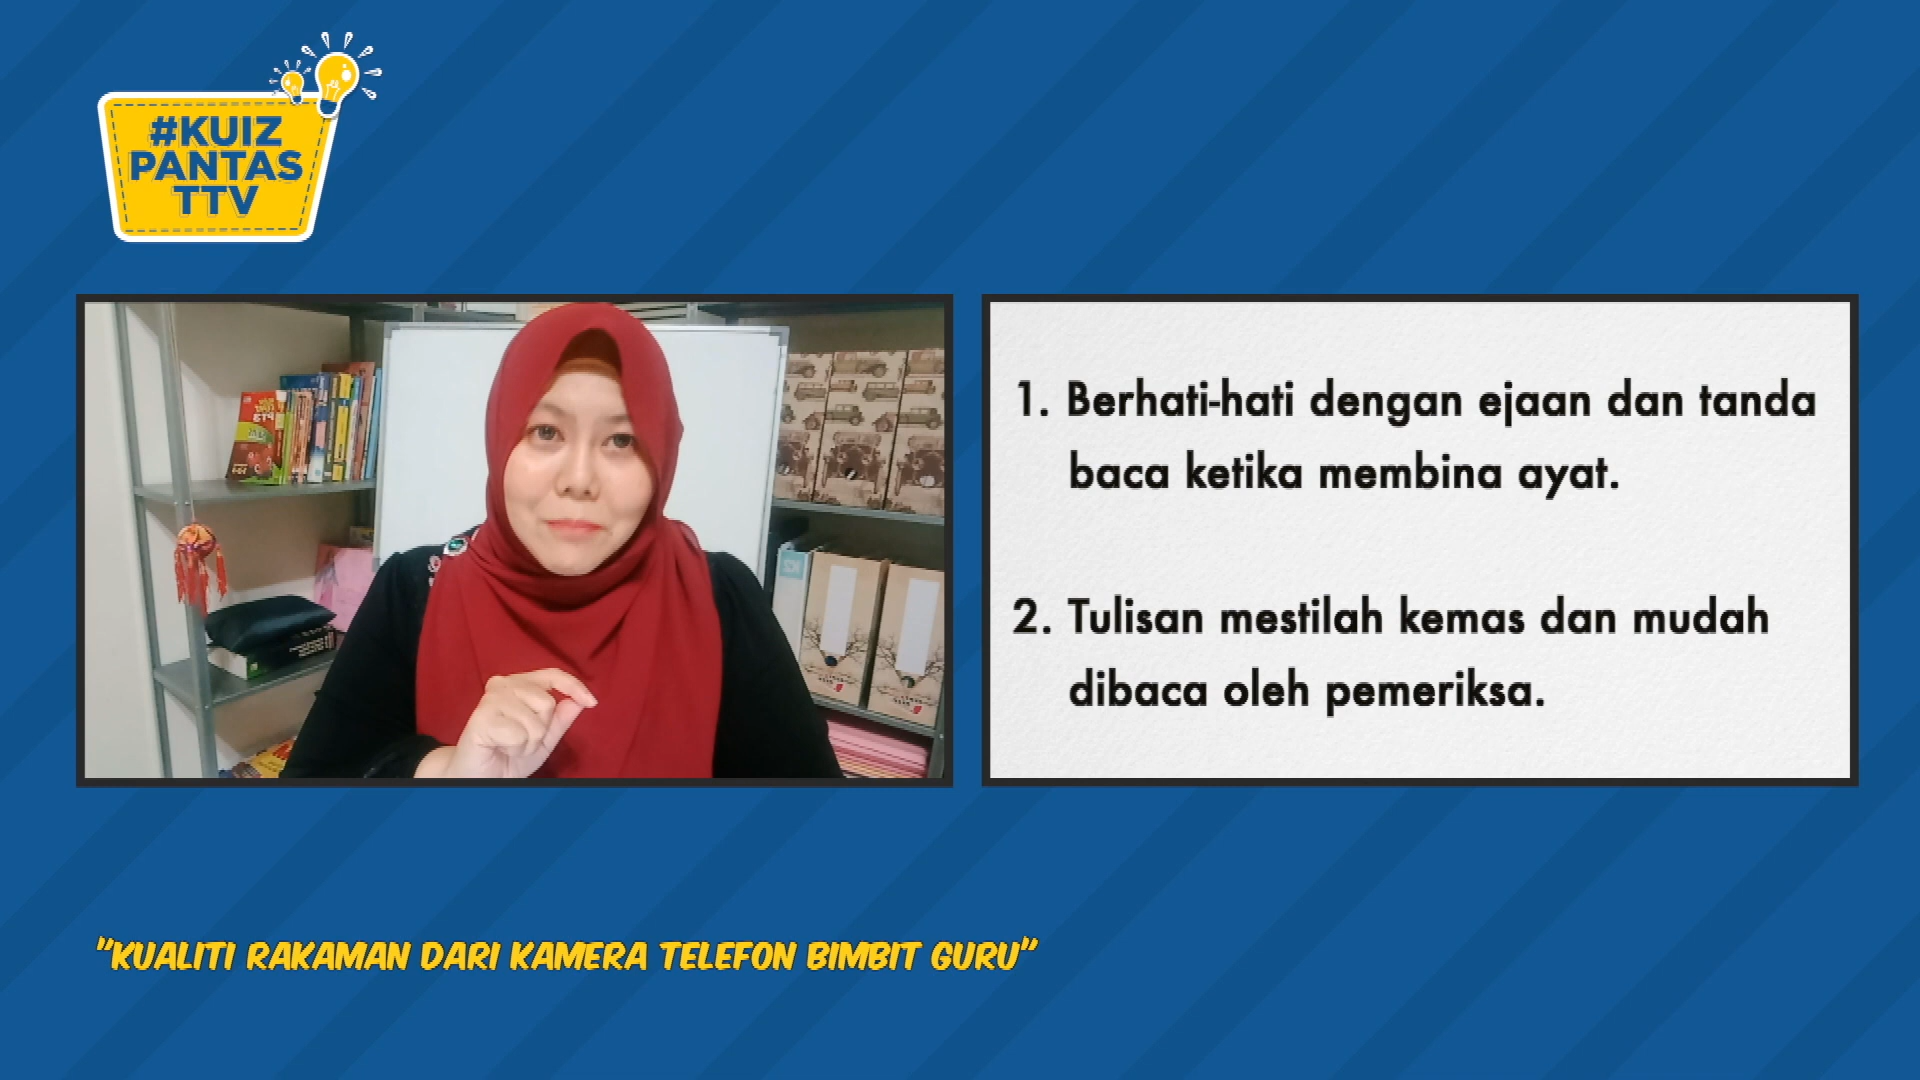 #KUIZ
PANTAS
TTV
1. Berhati-hati dengan ejaan dan tanda
baca ketika membina ayat.
2. Tulisan mestilah kemas dan mudah
dibaca oleh pemeriksa.
"KUALITI RAKAMAN DARI KAMERA TELEFON BIMBIT GURU"